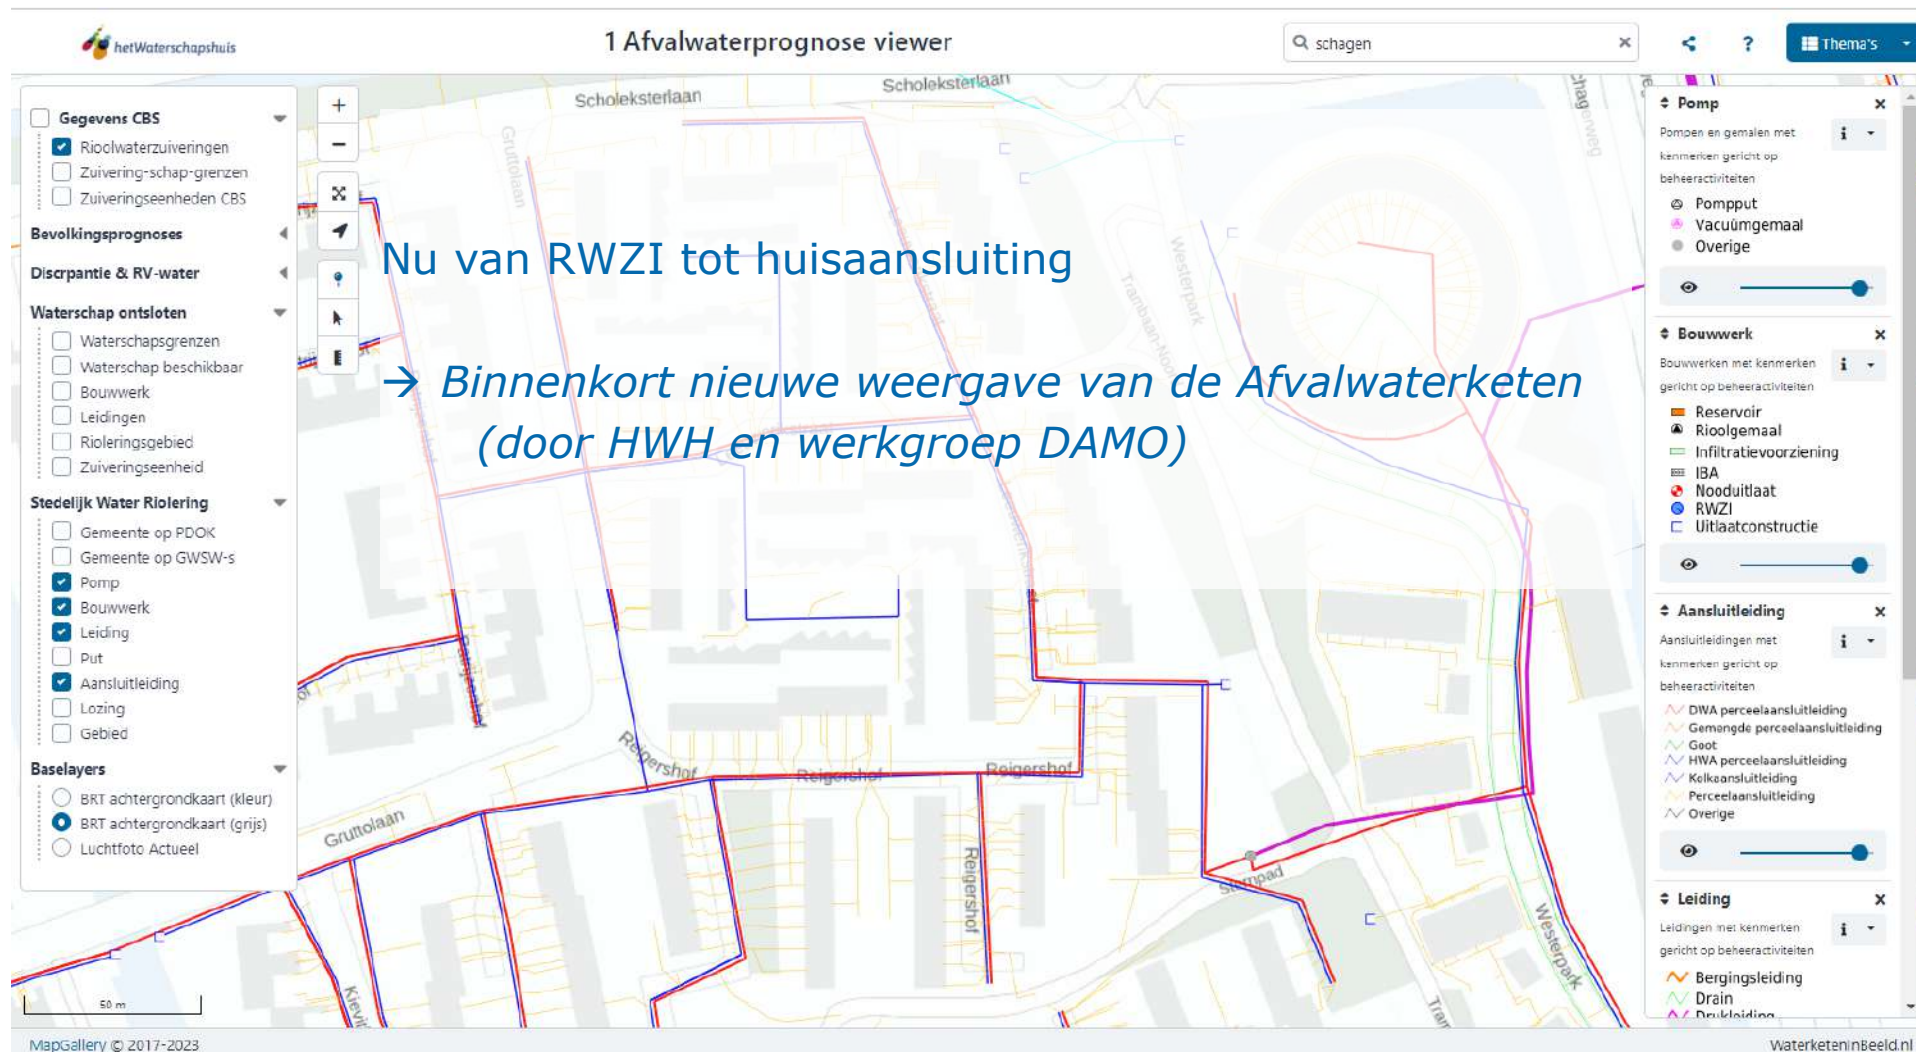 hetWaterschapshuis
1 Afvalwaterprognose viewer
schagen
?
Thema's
Gegevens CBS
Rioolwaterzuiveringen
Zuivering-schap-grenzen
Zuiveringseenheden CBS
Bevolkingsprognoses
Discrpantie & RV-water
Waterschap ontsloten
Waterschapsgrenzen
Waterschap beschikbaar
Bouwwerk
Leidingen
Rioleringsgebied
Zuiveringseenheid
Stedelijk Water Riolering
Gemeente op PDOK
Gemeente op GWSW-s
Pomp
Bouwwerk
Leiding
Put
Aansluitleiding
Lozing
Gebied
Baselayers
BRT achtergrondkaart (kleur)
BRT achtergrondkaart (grijs)
Luchtfoto Actueel
+
−
Scholeksterlaan
Scholeksterlaan
Gruttolaan
Westerpark
Nu van RWZI tot huisaansluiting
→ Binnenkort nieuwe weergave van de Afvalwaterketen
(door HWH en werkgroep DAMO)
Patrijzenhof
Reigershof
Reigershof
Reigershof
Reigershof
Gruttolaan
Westerpark
50 m
Pomp
Pompen en gemalen met
kenmerken gericht op
beheeractiviteiten
Pompput
Vacuümgemaal
Overige
Bouwwerk
Bouwwerken met kenmerken
gericht op beheeractiviteiten
Reservoir
Rioolgemaal
Infiltratievoorziening
IBA
Nooduitlaat
RWZI
Uitlaatconstructie
Aansluitleiding
Aansluitleidingen met
kenmerken gericht op
beheeractiviteiten
DWA perceelaansluitleiding
Gemengde perceelaansluitleiding
Goot
HWA perceelaansluitleiding
Kolkaansluitleiding
Perceelaansluitleiding
Overige
Leiding
Leidingen met kenmerken
gericht op beheeractiviteiten
Bergingsleiding
Drain
Drukleiding
MapGallery © 2017-2023
WaterketenInBeeld.nl